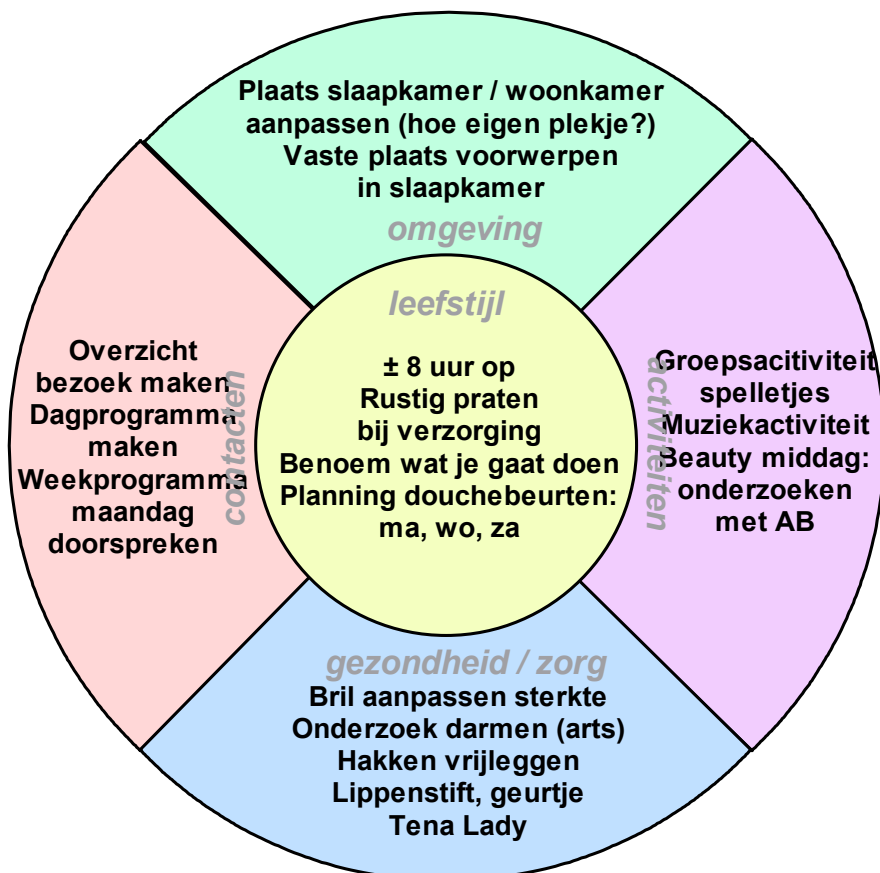 Plaats slaapkamer / woonkamer
aanpassen (hoe eigen plekje?)
Vaste plaats voorwerpen
in slaapkamer
omgeving
leefstijl
± 8 uur op
Rustig praten
bij verzorging
Benoem wat je gaat doen
Planning douchebeurten:
ma, wo, za
Overzicht
bezoek maken
Dagprogramma
maken
Weekprogramma
maandag
doorspreken
contacten
Groepsacitiviteit
spelletjes
Muziekactiviteit
Beauty middag:
onderzoeken
met AB
activiteiten
gezondheid / zorg
Bril aanpassen sterkte
Onderzoek darmen (arts)
Hakken vrijleggen
Lippenstift, geurtje
Tena Lady